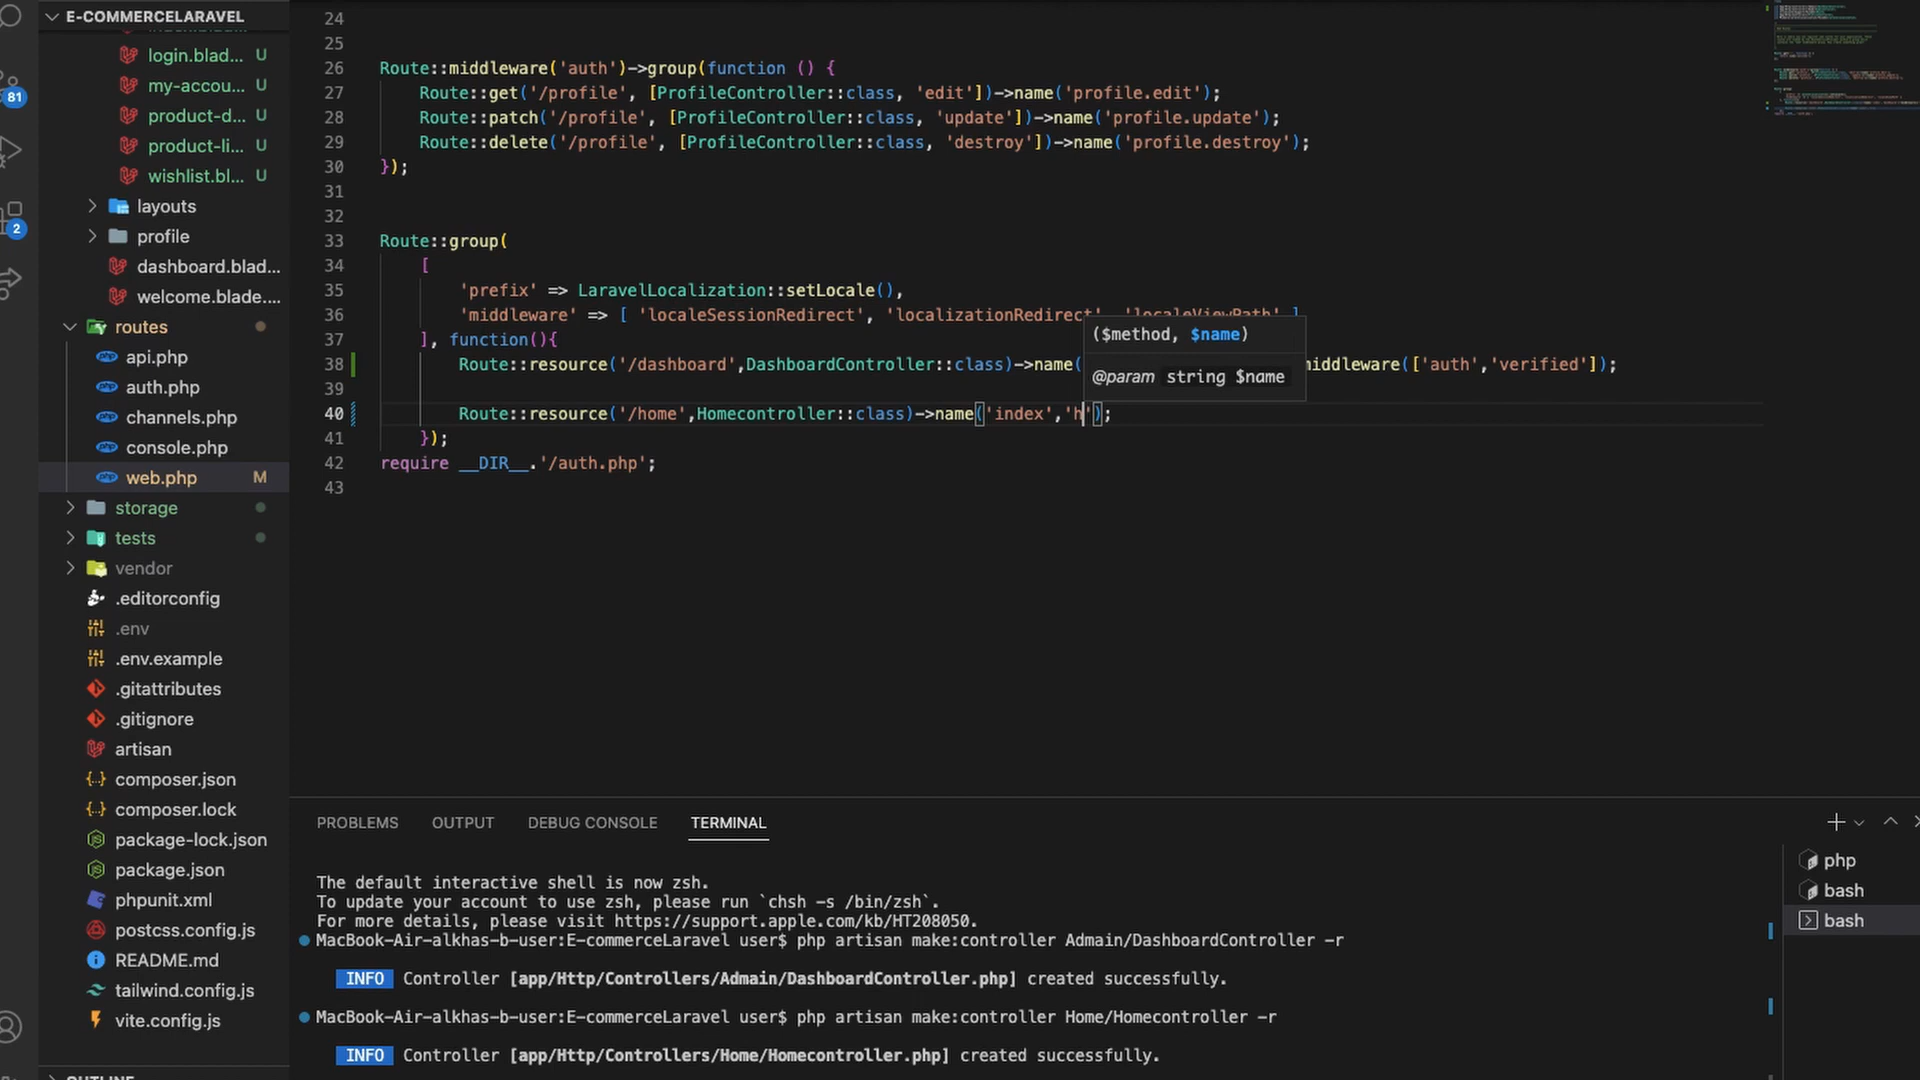 E-COMMERCELARAVEL
login.blad... U
my-accou... U
product-d... U
product-li... U
wishlist.bl... U
layouts
profile
dashboard.blad...
welcome.blade....
routes
api.php
auth.php
channels.php
console.php
web.php M
storage
tests
vendor
.editorconfig
.env
.env.example
.gitattributes
.gitignore
artisan
composer.json
composer.lock
package-lock.json
package.json
phpunit.xml
postcss.config.js
README.md
tailwind.config.js
vite.config.js
OUTLINE
81
2
24
25
26 Route::middleware('auth')->group(function () {
27 Route::get('/profile', [ProfileController::class, 'edit'])->name('profile.edit');
28 Route::patch('/profile', [ProfileController::class, 'update'])->name('profile.update');
29 Route::delete('/profile', [ProfileController::class, 'destroy'])->name('profile.destroy');
30 });
31
32
33 Route::group(
34 [
35 'prefix' => LaravelLocalization::setLocale(),
36 'middleware' => [ 'localeSessionRedirect', 'localizationRedirect', 'localeViewPath' ]
37 ], function(){
38 Route::resource('/dashboard',DashboardController::class)->name( iddleware(['auth','verified']);
39
40 Route::resource('/home',Homecontroller::class)->name('index','h');
41 });
42 require __DIR__.'/auth.php';
43
($method, $name)
@param string $name
PROBLEMS OUTPUT DEBUG CONSOLE TERMINAL
The default interactive shell is now zsh.
To update your account to use zsh, please run `chsh -s /bin/zsh`.
For more details, please visit https://support.apple.com/kb/HT208050.
MacBook-Air-alkhas-b-user:E-commerceLaravel user$ php artisan make:controller Admain/DashboardController -r
INFO Controller [app/Http/Controllers/Admain/DashboardController.php] created successfully.
MacBook-Air-alkhas-b-user:E-commerceLaravel user$ php artisan make:controller Home/Homecontroller -r
INFO Controller [app/Http/Controllers/Home/Homecontroller.php] created successfully.
php
bash
bash